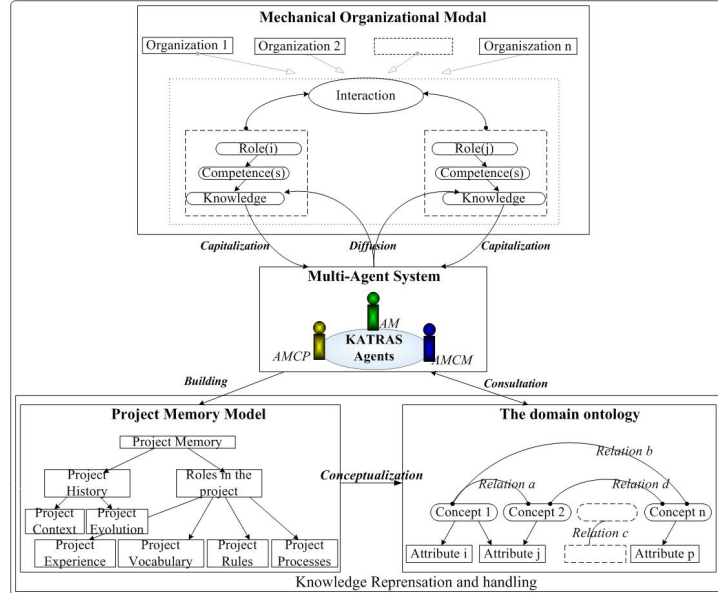 Mechanical Organizational Modal
Organization 1
Organization 2
Organiszation n
Interaction
Role(i)
Competence(s)
Knowledge
Role(j)
Competence(s)
Knowledge
Capitalization
Diffusion
Capitalization
Multi-Agent System
AM
KATRAS
Agents
AMCP
AMCM
Building
Consultation
Project Memory Model
Project Memory
Project
History
Roles in the
project
Project
Context
Project
Evolution
Project
Experience
Project
Vocabulary
Project
Rules
Project
Processes
Conceptualization
The domain ontology
Relation b
Relation a
Relation d
Concept 1
Concept 2
Concept n
Relation c
Attribute i
Attribute j
Attribute p
Knowledge Reprensation and handling